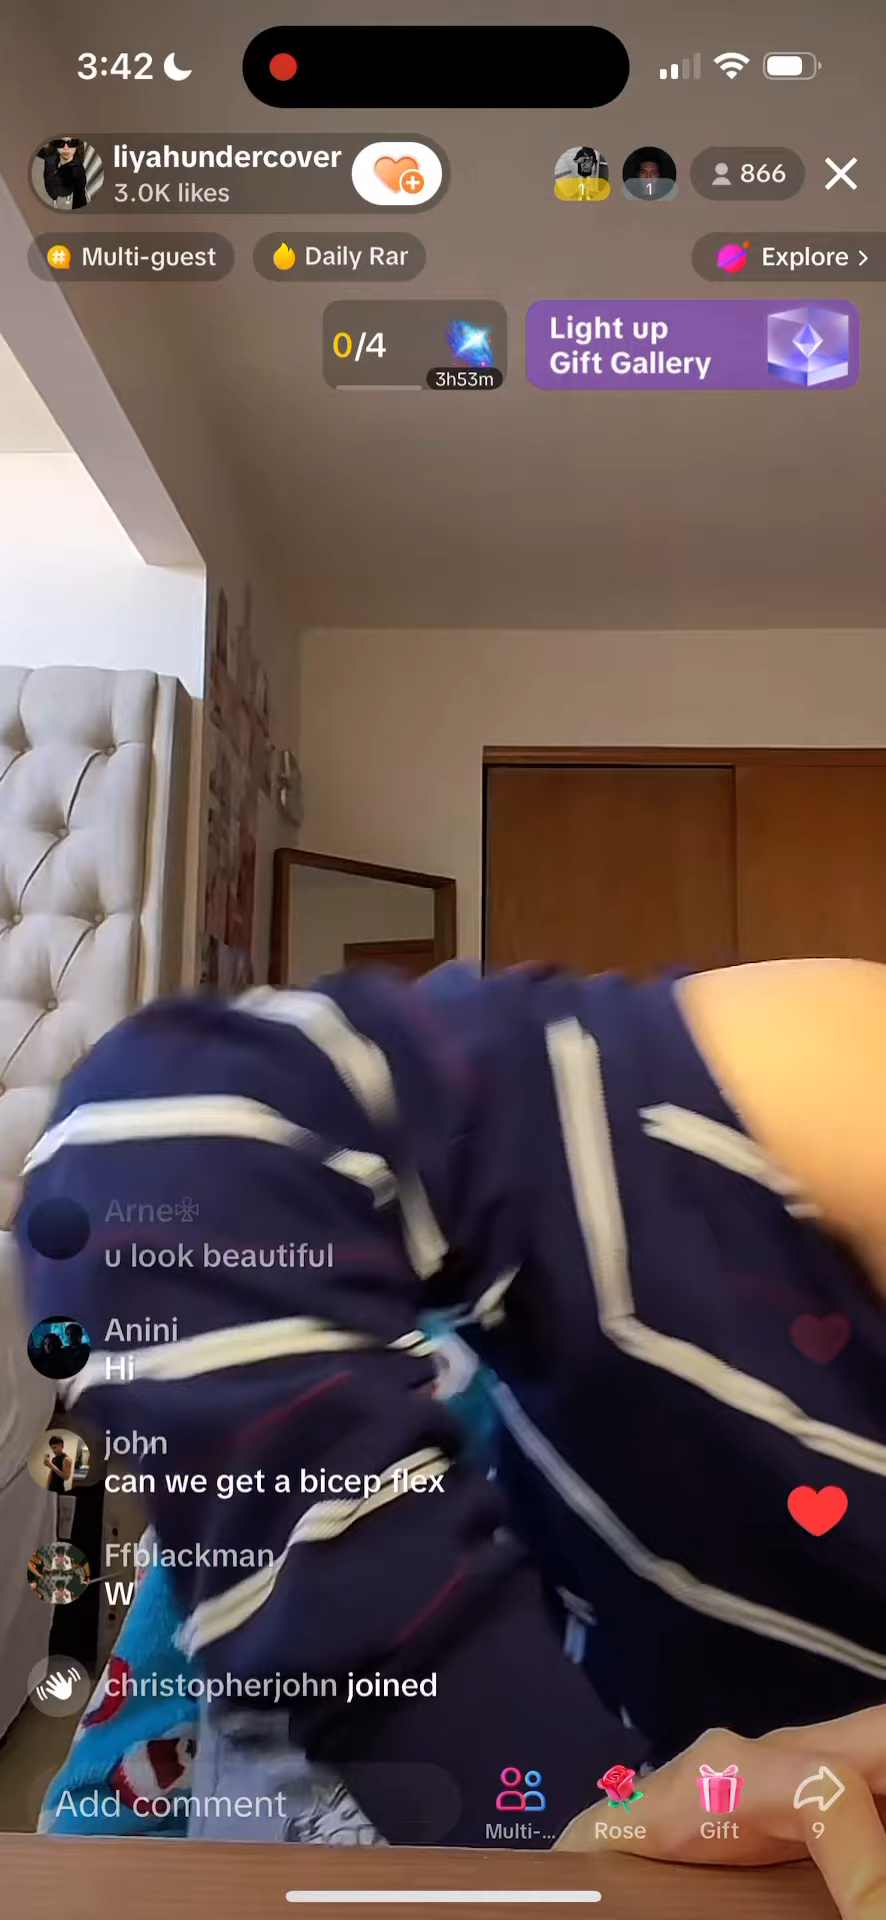 3:42
liyahundercover
3.0K likes
1
1
866
Multi-guest
Daily Rar
Explore >
0/4
3h53m
Light up
Gift Gallery
Arne
u look beautiful
Anini
Hi
john
can we get a bicep flex
Ffblackman
W
christopherjohn joined
Add comment
Multi-...
Rose
Gift
9